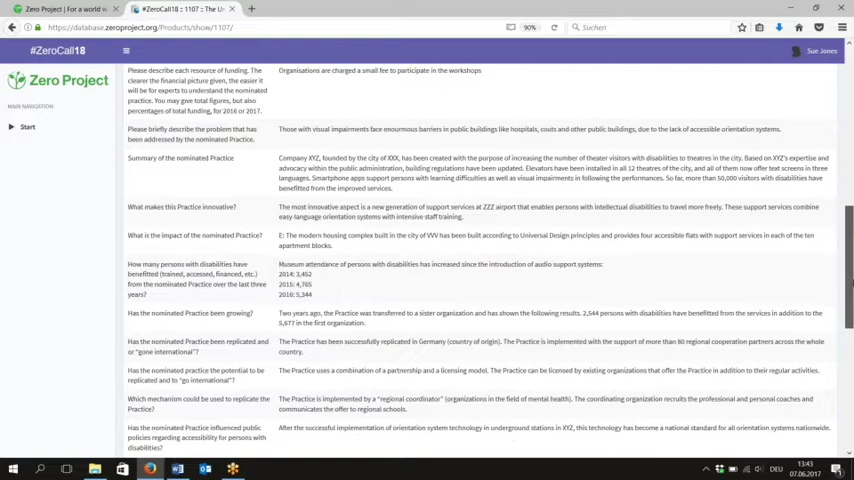 Zero Project | For a world v
#ZeroCall18 :: 1107 :: The Un
https://database.zeroproject.org/Products/show/1107/
90%
Suchen
#ZeroCall18
Sue Jones
Zero Project
MAIN NAVIGATION
Start
Please describe each resource of funding. The
clearer the financial picture given, the easier it
will be for experts to understand the nominated
practice. You may give total figures, but also
percentages of total funding, for 2016 or 2017.
Organisations are charged a small fee to participate in the workshops
Please briefly describe the problem that has
been addressed by the nominated Practice.
Those with visual impairments face enourmous barriers in public buildings like hospitals, couts and other public buildings, due to the lack of accessible orientation systems.
Summary of the nominated Practice
Company XYZ, founded by the city of XXX, has been created with the purpose of increasing the number of theater visitors with disabilities to theatres in the city. Based on XYZ's expertise and
advocacy within the public administration, building regulations have been updated. Elevators have been installed in all 12 theatres of the city, and all of them now offer text screens in three
languages. Smartphone apps support persons with learning difficulties as well as visual impairments in following the performances. So far, more than 50,000 visitors with disabilities have
benefitted from the improved services.
What makes this Practice innovative?
The most innovative aspect is a new generation of support services at ZZZ airport that enables persons with intellectual disabilities to travel more freely. These support services combine
easy-language orientation systems with intensive staff training.
What is the impact of the nominated Practice?
E: The modern housing complex built in the city of VVV has been built according to Universal Design principles and provides four accessible flats with support services in each of the ten
apartment blocks.
How many persons with disabilities have
benefitted (trained, accessed, financed, etc.)
from the nominated Practice over the last three
years?
Museum attendance of persons with disabilities has increased since the introduction of audio support systems:
2014: 3,452
2015: 4,765
2016: 5,344
Has the nominated Practice been growing?
Two years ago, the Practice was transferred to a sister organization and has shown the following results. 2,544 persons with disabilities have benefitted from the services in addition to the
5,677 in the first organization.
Has the nominated Practice been replicated and
or "gone international"?
The Practice has been successfully replicated in Germany (country of origin). The Practice is implemented with the support of more than 80 regional cooperation partners across the whole
country.
Has the nominated Practice the potential to be
replicated and to "go international"?
The Practice uses a combination of a partnership and a licensing model. The Practice can be licensed by existing organizations that offer the Practice in addition to their regular activities.
Which mechanism could be used to replicate the
Practice?
The Practice is implemented by a "regional coordinator" (organizations in the field of mental health). The coordinating organization recruits the professional and personal coaches and
communicates the offer to regional schools.
Has the nominated Practice influenced public
policies regarding accessibility for persons with
disabilities?
After the successful implementation of orientation system technology in underground stations in XYZ, this technology has become a national standard for all orientation systems nationwide.
DEU
13:43
07.06.2017